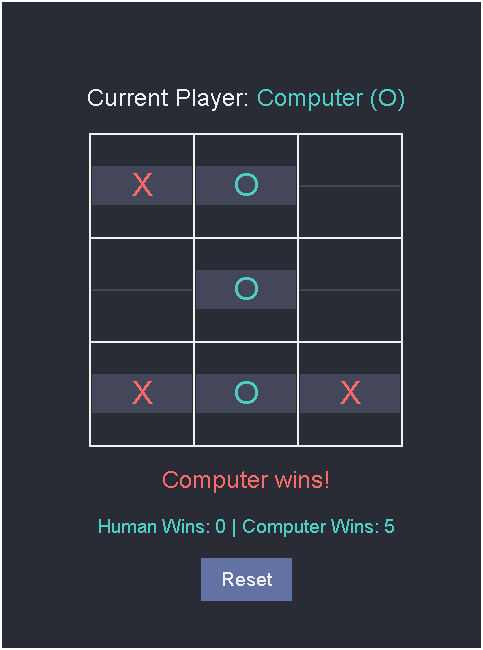 Current Player: Computer (O)
X O
O
X O X
Computer wins!
Human Wins: 0 | Computer Wins: 5
Reset